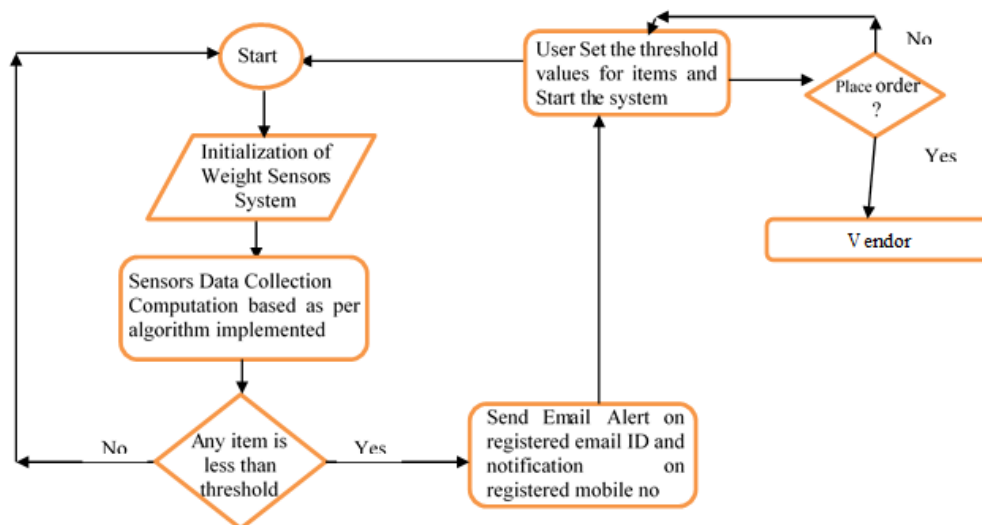 Start
Initialization of
Weight Sensors
System
Sensors Data Collection
Computation based as per
algorithm implemented
Any item is
less than
threshold
No
Yes
Send Email Alert on
registered email ID and
notification on
registered mobile no
User Set the threshold
values for items and
Start the system
Place order
?
No
Yes
Vendor